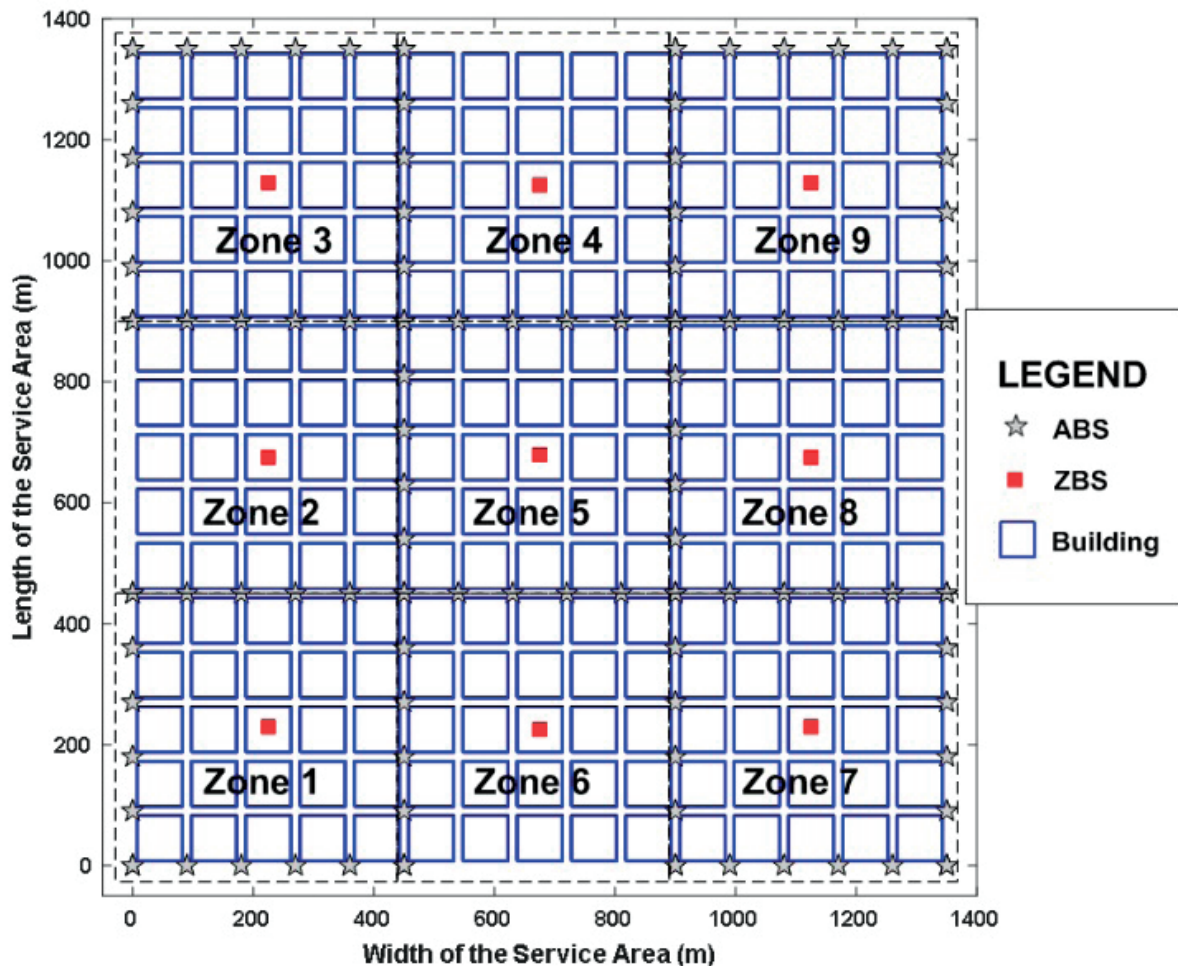 1400
1200
1000
800
600
400
200
0
Length of the Service Area (m)
Zone 3
Zone 4
Zone 9
Zone 2
Zone 5
Zone 8
Zone 1
Zone 6
Zone 7
0
200
400
600
800
1000
1200
1400
Width of the Service Area (m)
LEGEND
ABS
ZBS
Building